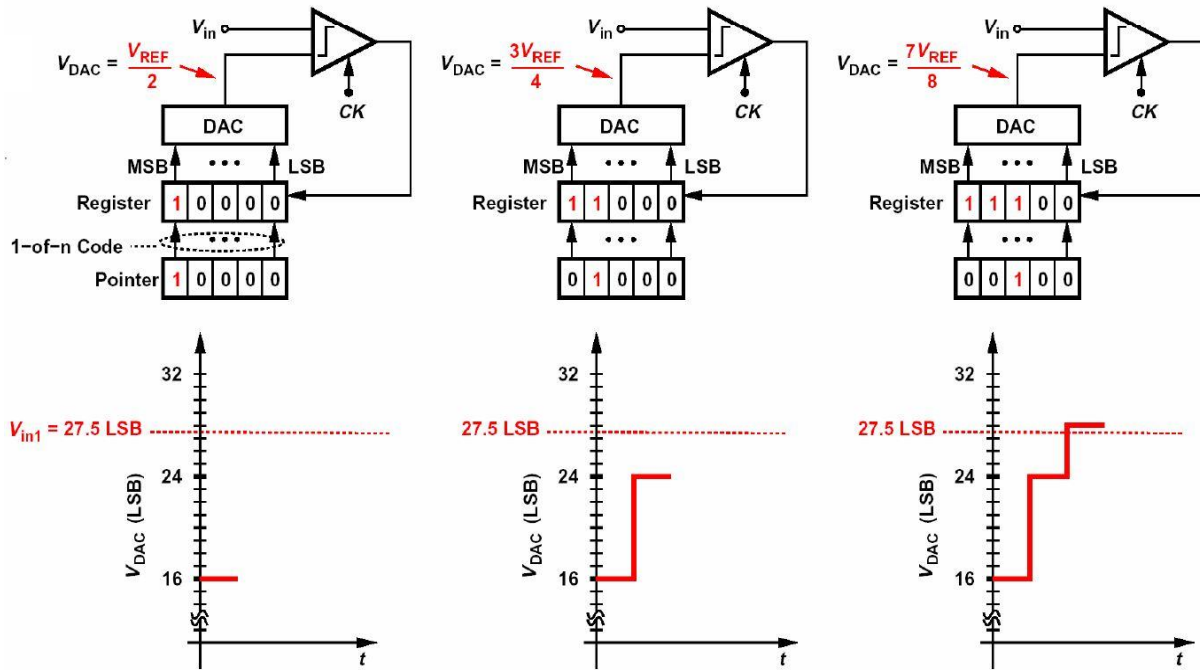 V_in
V_DAC = V_REF / 2
CK
DAC
MSB ••• LSB
Register 1 0 0 0 0
1−of−n Code •••
Pointer 1 0 0 0 0
V_in
V_DAC = 3V_REF / 4
CK
DAC
MSB ••• LSB
Register 1 1 0 0 0
•••
0 1 0 0 0
V_in
V_DAC = 7V_REF / 8
CK
DAC
MSB ••• LSB
Register 1 1 1 0 0
•••
0 0 1 0 0
32
V_in1 = 27.5 LSB
24
V_DAC (LSB)
16
t
32
27.5 LSB
24
V_DAC (LSB)
16
t
32
27.5 LSB
24
V_DAC (LSB)
16
t